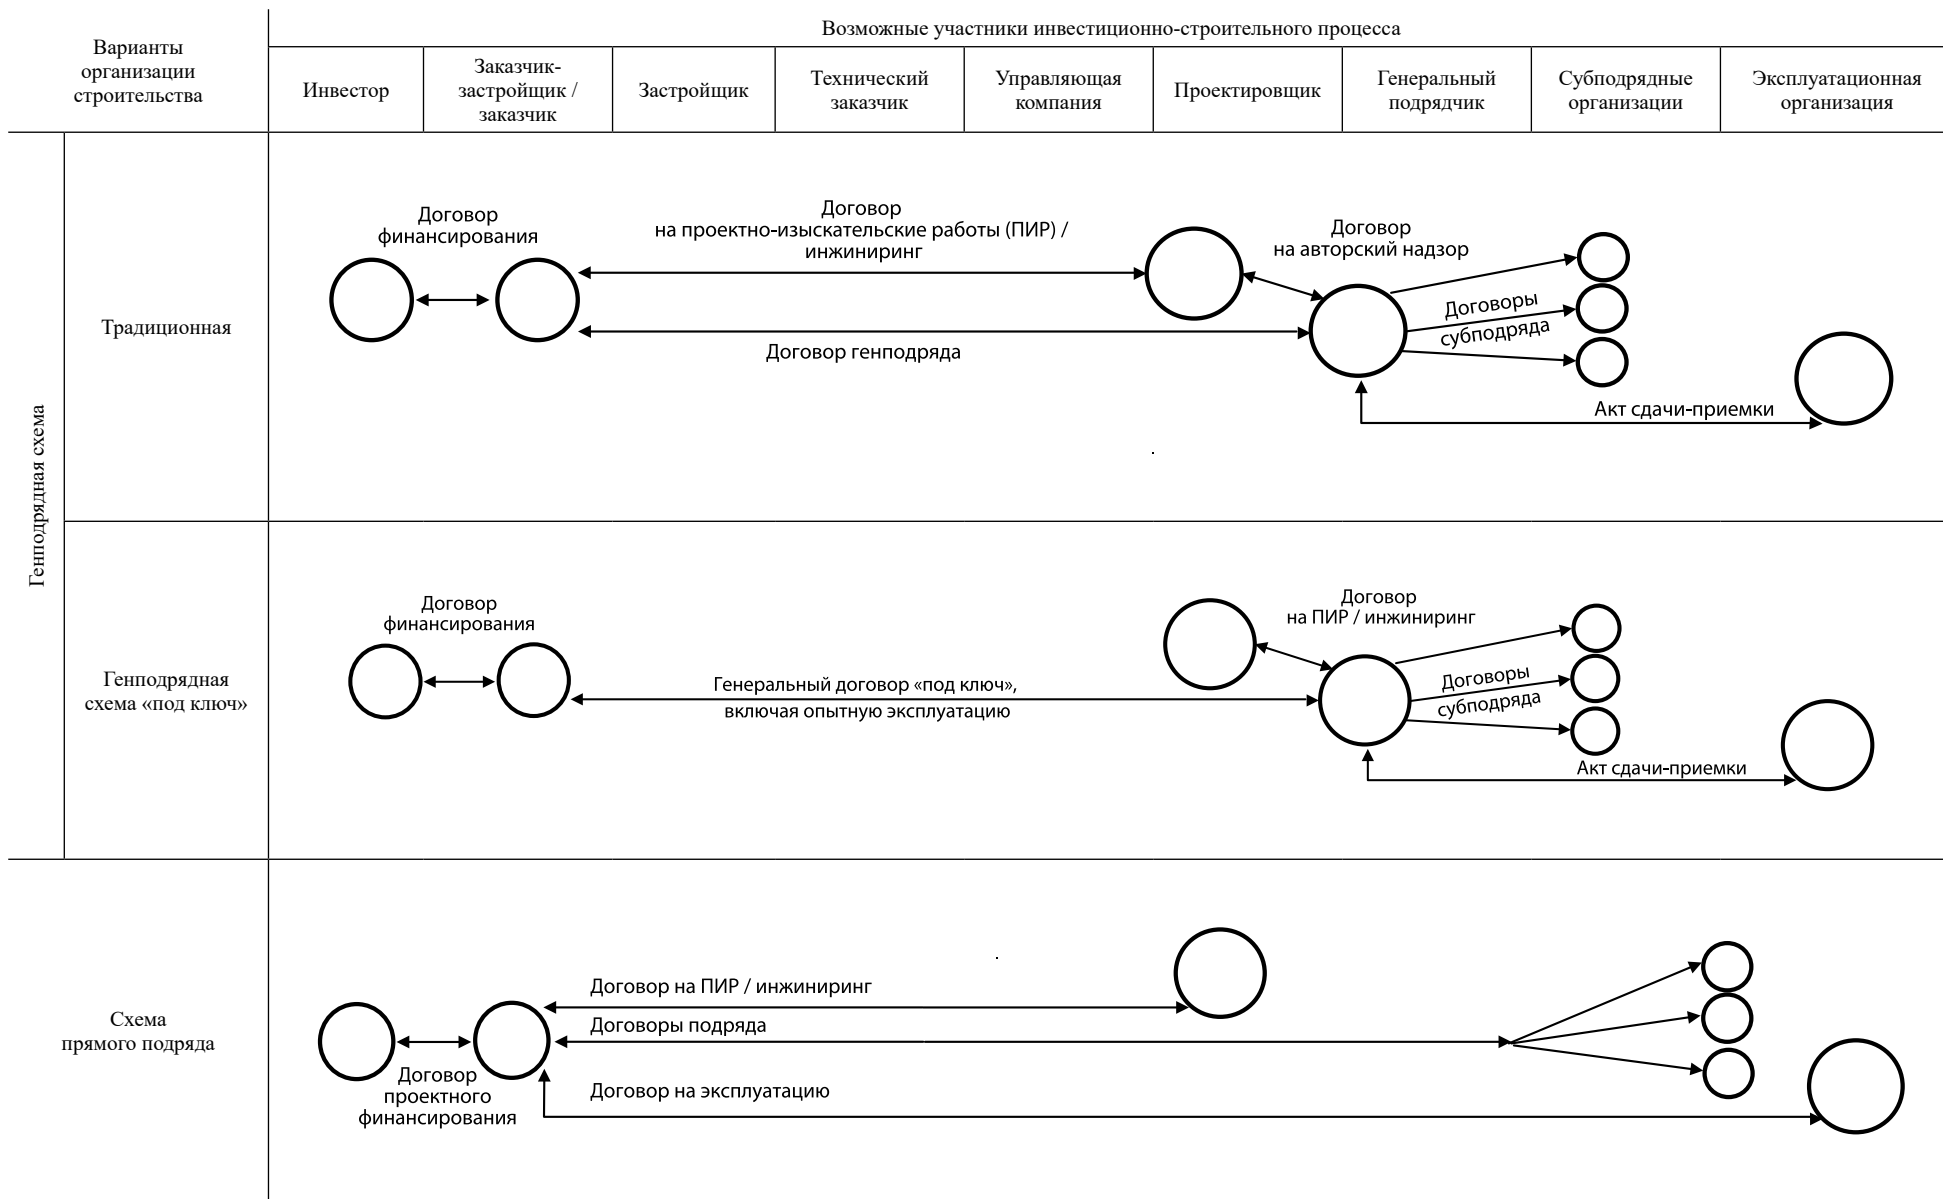 Варианты
организации
строительства
Возможные участники инвестиционно-строительного процесса
Инвестор
Заказчик-
застройщик /
заказчик
Застройщик
Технический
заказчик
Управляющая
компания
Проектировщик
Генеральный
подрядчик
Субподрядные
организации
Эксплуатационная
организация
Генподрядная схема
Традиционная
Договор
финансирования
Договор
на проектно-изыскательские работы (ПИР) /
инжиниринг
Договор
на авторский надзор
Договоры
субподряда
Договор генподряда
Акт сдачи-приемки
Генподрядная
схема «под ключ»
Договор
финансирования
Генеральный договор «под ключ»,
включая опытную эксплуатацию
Договор
на ПИР / инжиниринг
Договоры
субподряда
Акт сдачи-приемки
Схема
прямого подряда
Договор
проектного
финансирования
Договор на ПИР / инжиниринг
Договоры подряда
Договор на эксплуатацию